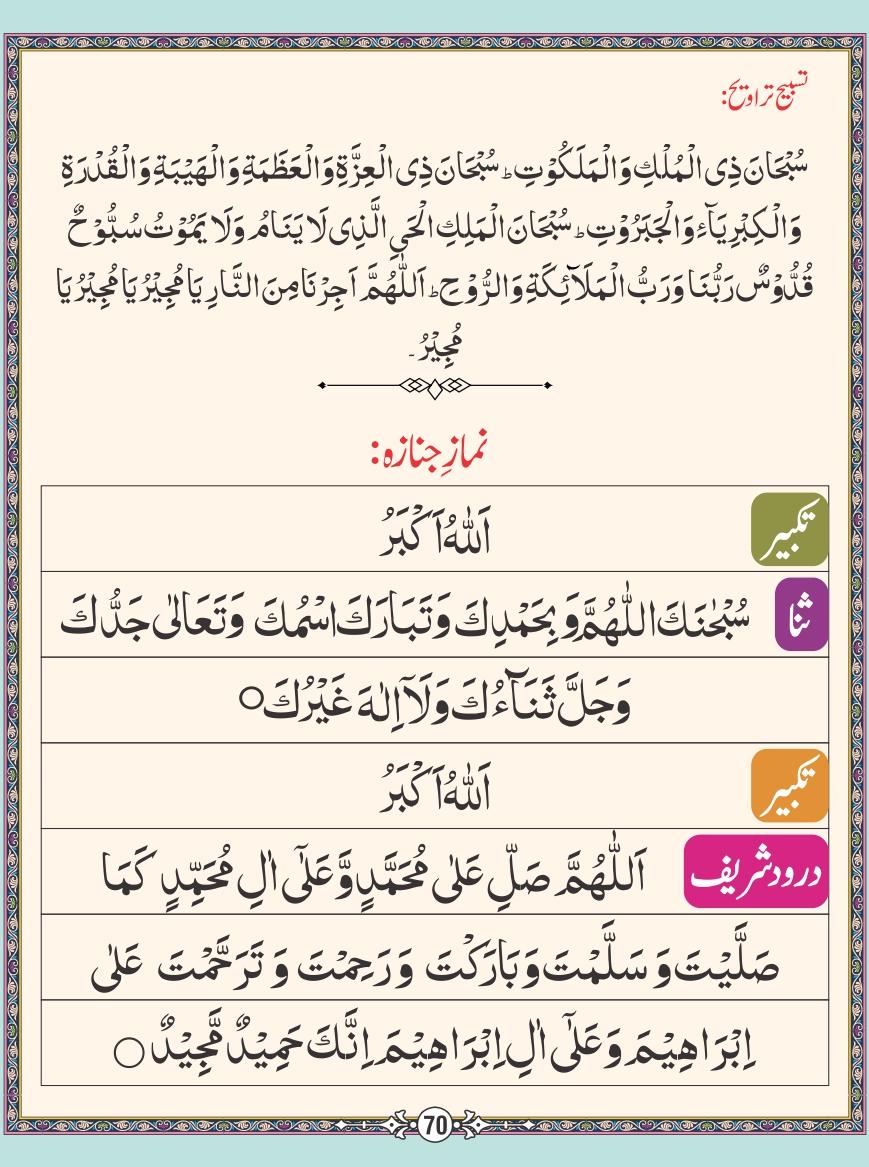 تسبیح تراویح:
سُبْحَانَ ذِی الْمُلْكِ وَالْمَلَكُوْتِ ؕ سُبْحَانَ ذِی الْعِزَّةِ وَالْعَظَمَةِ وَالْهَيْبَةِ وَالْقُدْرَةِ
وَالْكِبْرِيَآءِ وَالْجَبَرُوْتِ ؕ سُبْحَانَ الْمَلِكِ الْحَیِ الَّذِی لَا يَنَامُ وَلَا يَمُوْتُ سُبُّوْحٌ
قُدُّوْسٌ رَبُّنَا وَرَبُّ الْمَلَآئِكَةِ وَالرُّوْحِ ؕ اَللّٰهُمَّ اَجِرْنَا مِنَ النَّارِ يَا مُجِيْرُ يَا مُجِيْرُ يَا
مُجِيْرُ۔
نمازِ جنازہ:
تکبیر اَللّٰهُ اَكْبَرُ
ثنا سُبْحٰنَكَ اللّٰهُمَّ وَ بِحَمْدِكَ وَتَبَارَكَ اسْمُكَ وَتَعَالٰى جَدُّكَ
وَجَلَّ ثَنَآءُكَ وَلَآ اِلٰهَ غَيْرُكَ○
تکبیر اَللّٰهُ اَكْبَرُ
درود شریف اَللّٰهُمَّ صَلِّ عَلٰى مُحَمَّدٍ وَّعَلٰٓى اٰلِ مُحَمِّدٍ كَمَا
صَلَّيْتَ وَ سَلَّمْتَ وَ بَارَكْتَ وَ رَحِمْتَ وَ تَرَحَّمْتَ عَلٰى
اِبْرَاهِيْمَ وَعَلٰٓى اٰلِ اِبْرَاهِيْمَ اِنَّكَ حَمِيْدٌ مَّجِيْدٌ○
70